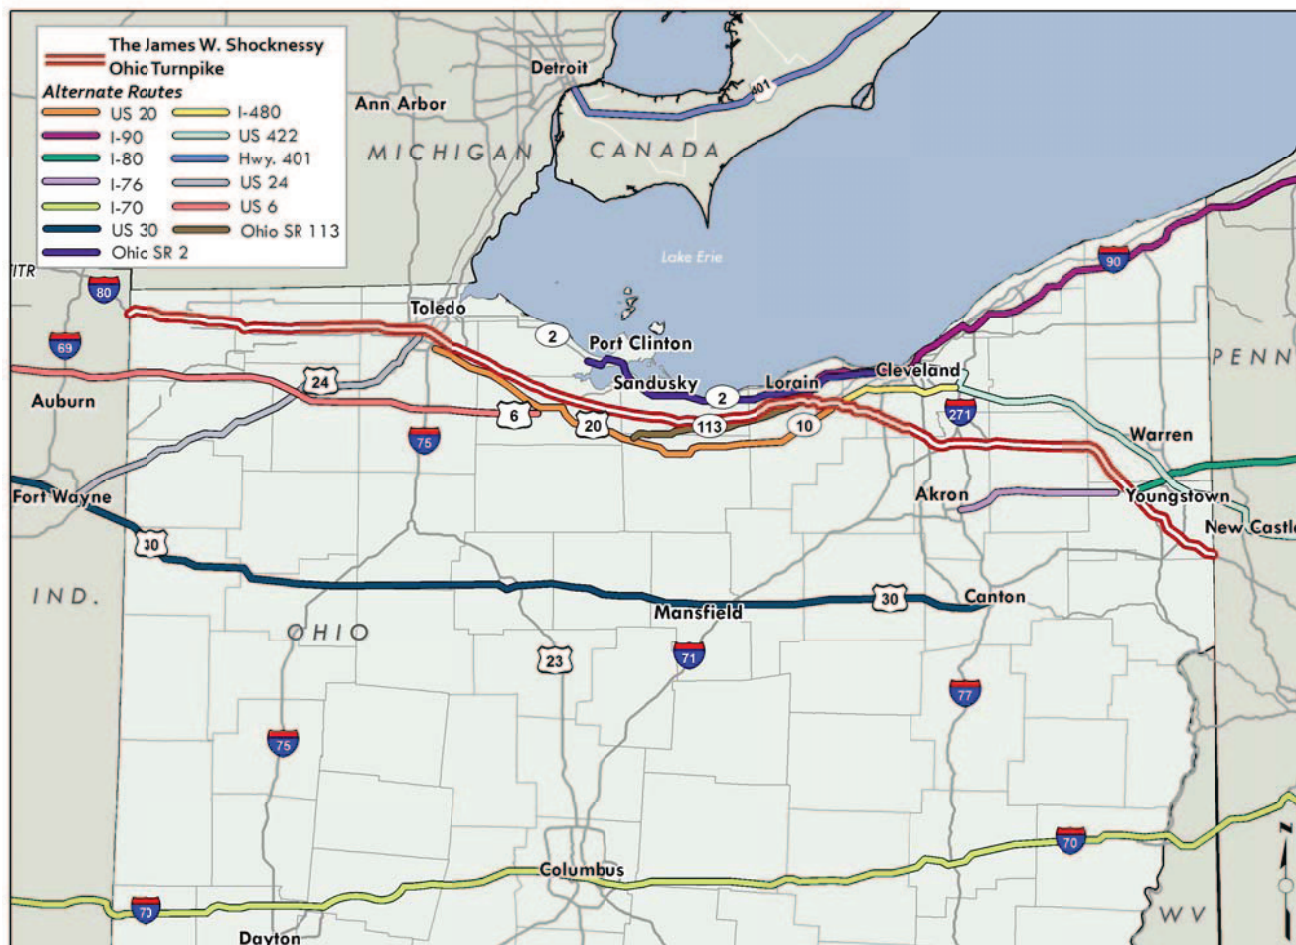 The James W. Shocknessy
Ohio Turnpike
Alternate Routes
US 20
I-480
I-90
US 422
I-80
Hwy. 401
I-76
US 24
I-70
US 6
US 30
Ohio SR 113
Ohio SR 2
Detroit
401
Ann Arbor
MICHIGAN
CANADA
Lake Erie
90
80
Toledo
2
Port Clinton
69
PENN
Cleveland
24
Sandusky
Lorain
2
Auburn
6
20
113
10
271
75
Warren
Fort Wayne
Akron
Youngstown
New Castle
30
IND.
Mansfield
30
Canton
OHIO
23
71
77
75
70
Columbus
70
WV
Dayton